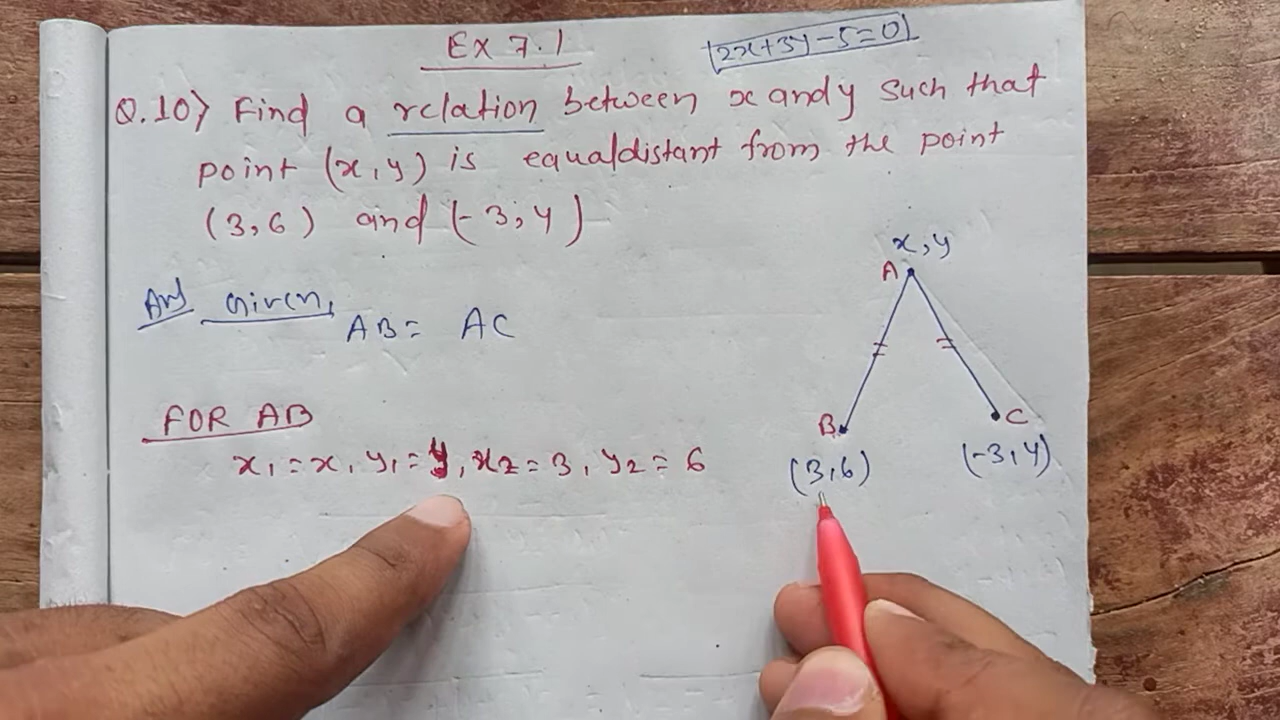 Ex 7.1
2x+3y-5=0
Q.10> Find a relation between x and y such that
point (x,y) is equaldistant from the point
(3,6) and (-3,4)
Ans Given,
AB= AC
FOR AB
x1=x, y1=y, x2=3, y2=6
x,y
A
B
C
(3,6)
(-3,4)